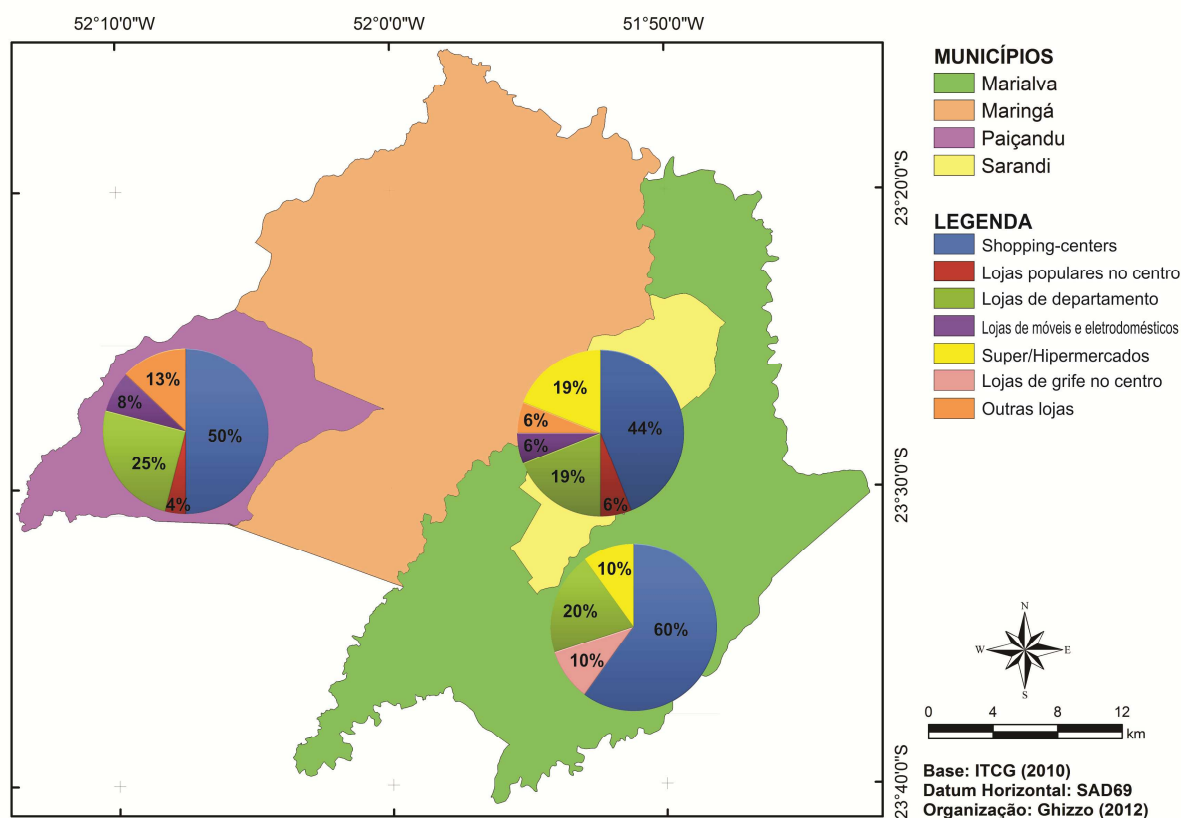 52°10'0"W
52°0'0"W
51°50'0"W
23°20'0"S
23°30'0"S
23°40'0"S
13%
8%
50%
25%
4%
19%
6%
44%
6%
19%
6%
10%
20%
60%
10%
MUNICÍPIOS
Marialva
Maringá
Paiçandu
Sarandi
LEGENDA
Shopping-centers
Lojas populares no centro
Lojas de departamento
Lojas de móveis e eletrodomésticos
Super/Hipermercados
Lojas de grife no centro
Outras lojas
N
W
E
S
0 4 8 12
km
Base: ITCG (2010)
Datum Horizontal: SAD69
Organização: Ghizzo (2012)